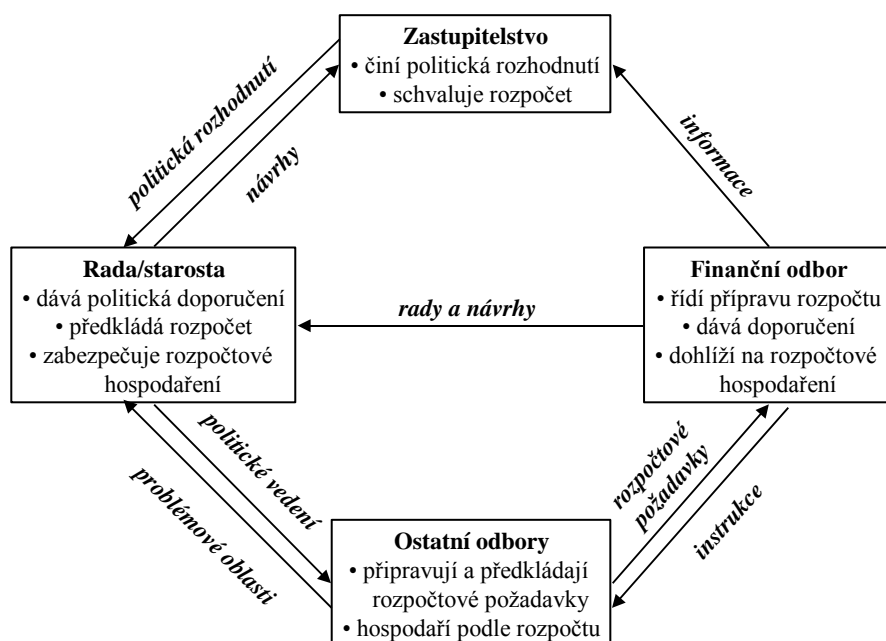 Zastupitelstvo
• činí politická rozhodnutí
• schvaluje rozpočet
politická rozhodnutí
návrhy
informace
Rada/starosta
• dává politická doporučení
• předkládá rozpočet
• zabezpečuje rozpočtové
hospodaření
rady a návrhy
Finanční odbor
• řídí přípravu rozpočtu
• dává doporučení
• dohlíží na rozpočtové
hospodaření
problémové oblasti
politické vedení
rozpočtové
požadavky
instrukce
Ostatní odbory
• připravují a předkládají
rozpočtové požadavky
• hospodaří podle rozpočtu